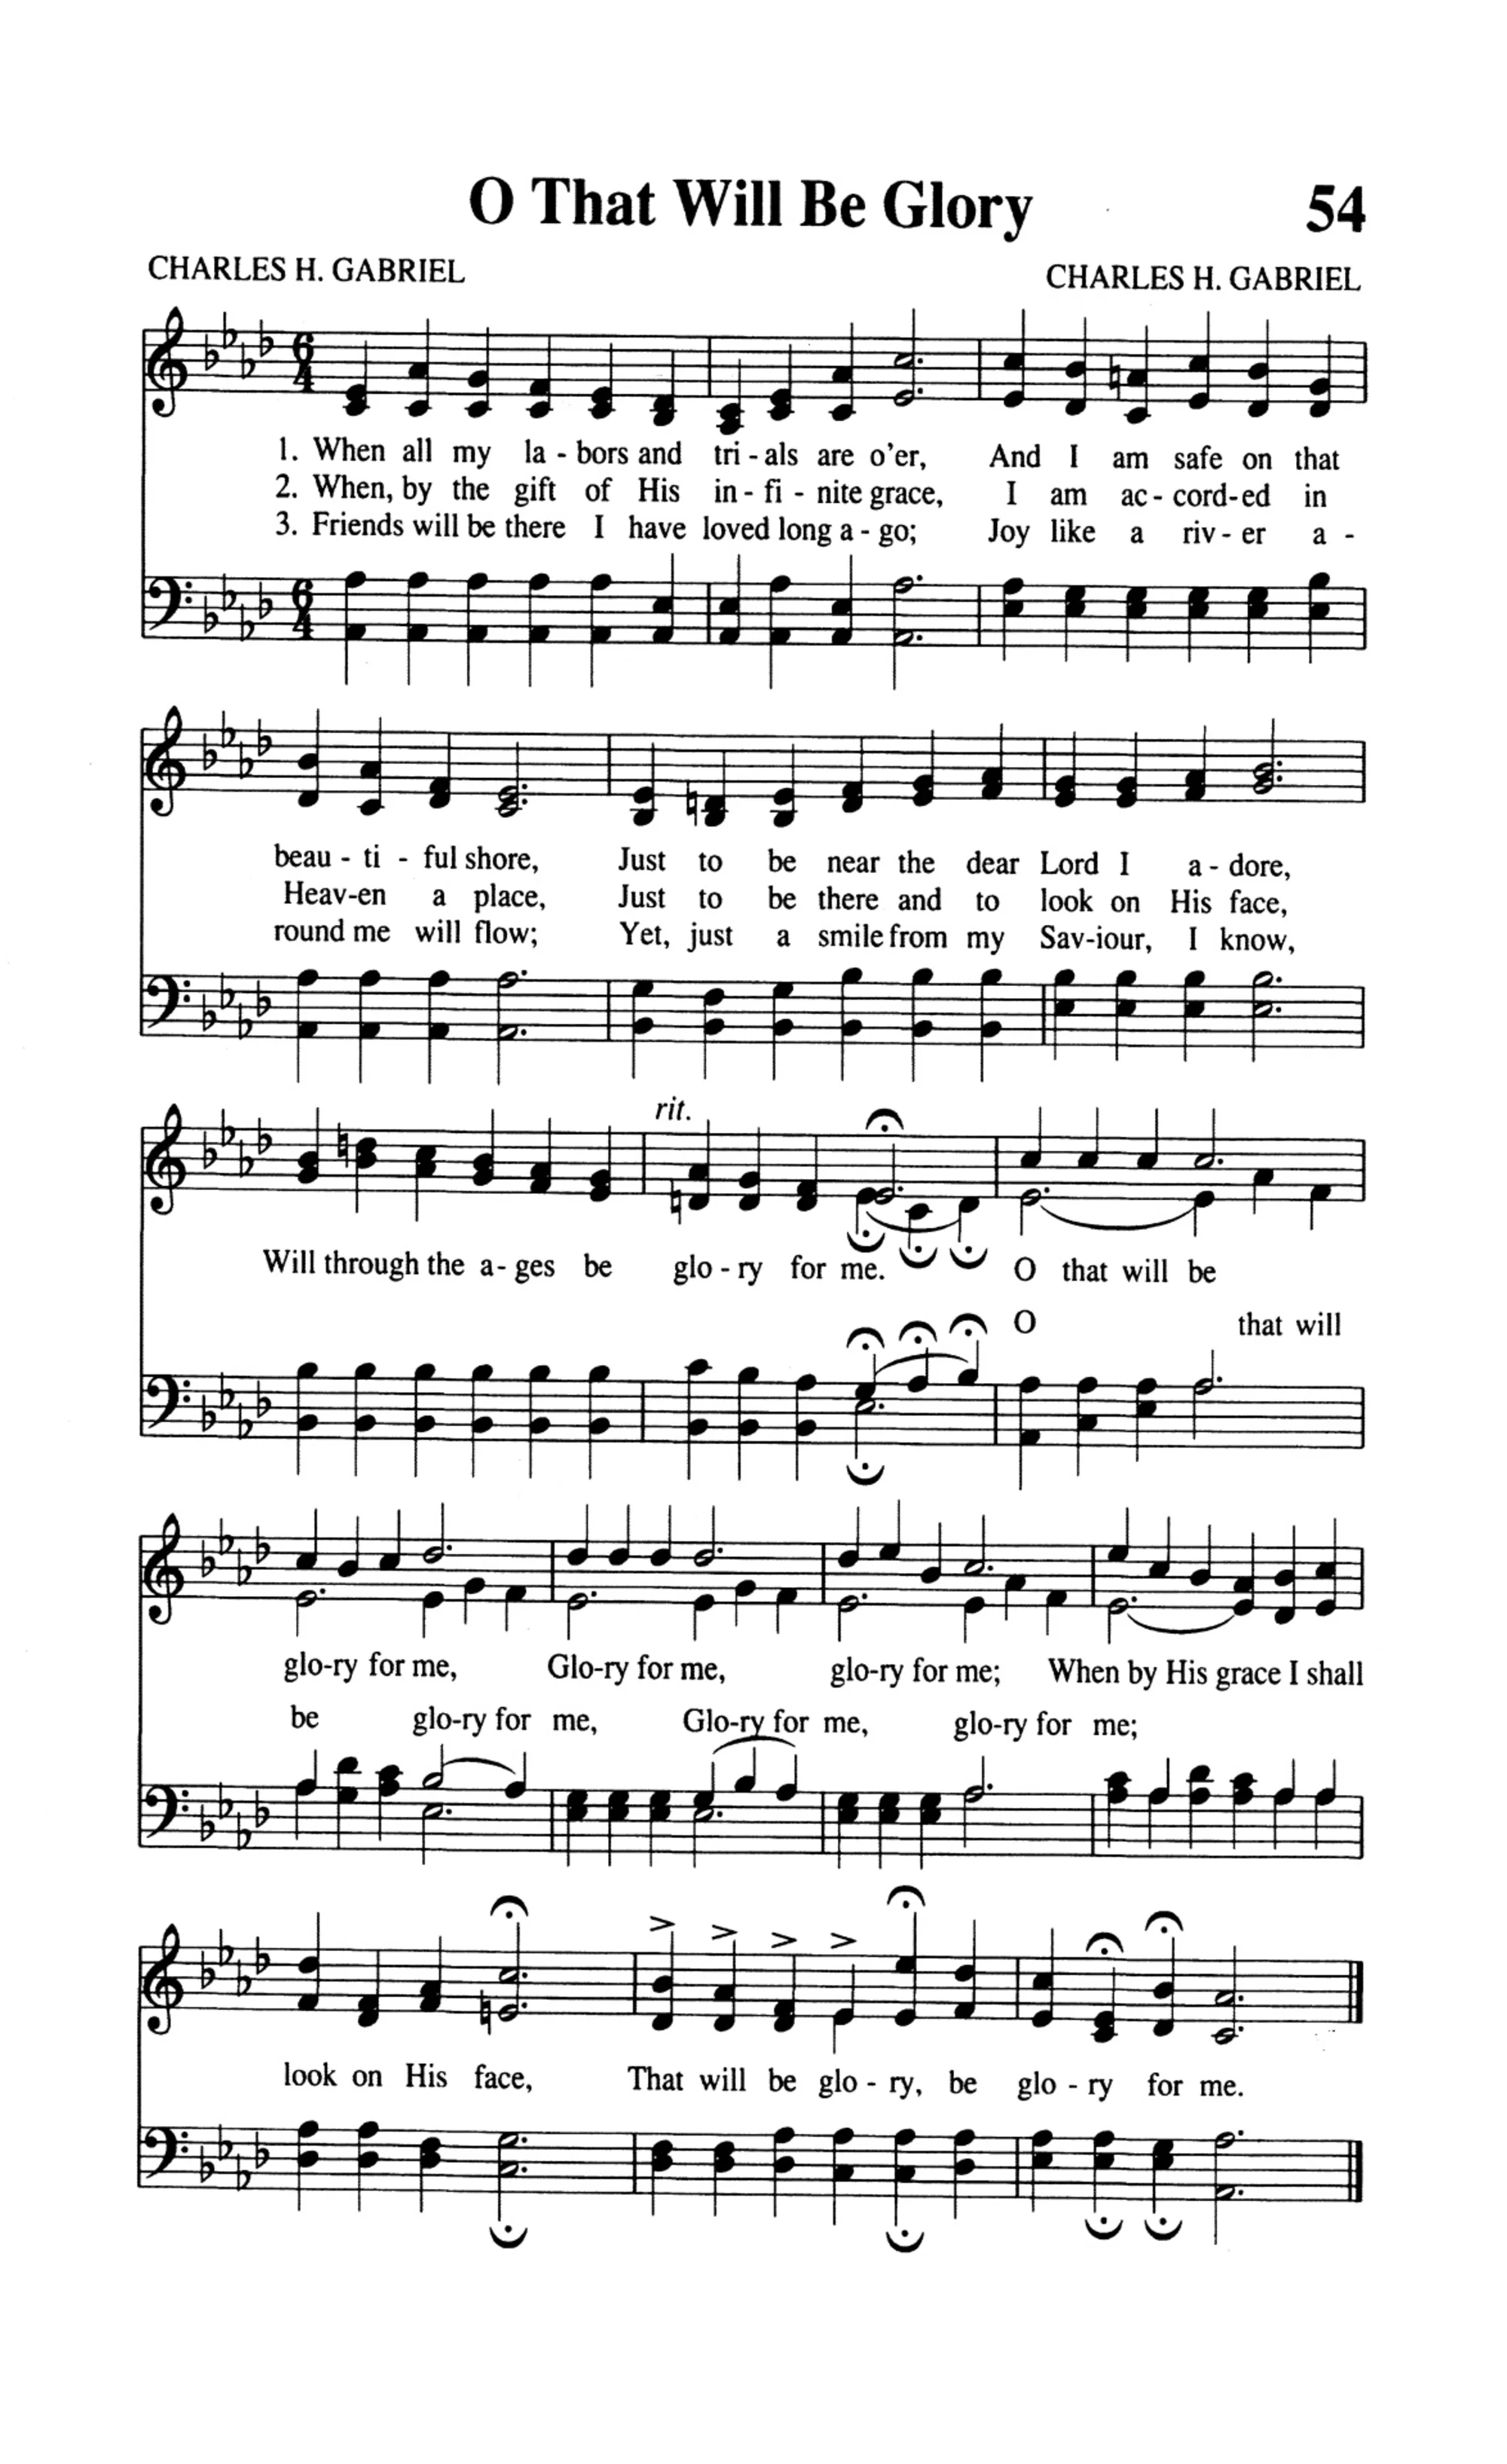 O That Will Be Glory 54
CHARLES H. GABRIEL CHARLES H. GABRIEL
1. When all my la - bors and tri - als are o'er, And I am safe on that
2. When, by the gift of His in - fi - nite grace, I am ac - cord-ed in
3. Friends will be there I have loved long a - go; Joy like a riv - er a -
beau - ti - ful shore, Just to be near the dear Lord I a - dore,
Heav-en a place, Just to be there and to look on His face,
round me will flow; Yet, just a smile from my Sav-iour, I know,
rit.
Will through the a - ges be glo - ry for me. O that will be
O that will
glo-ry for me, Glo-ry for me, glo-ry for me; When by His grace I shall
be glo-ry for me, Glo-ry for me, glo-ry for me;
look on His face, That will be glo - ry, be glo - ry for me.